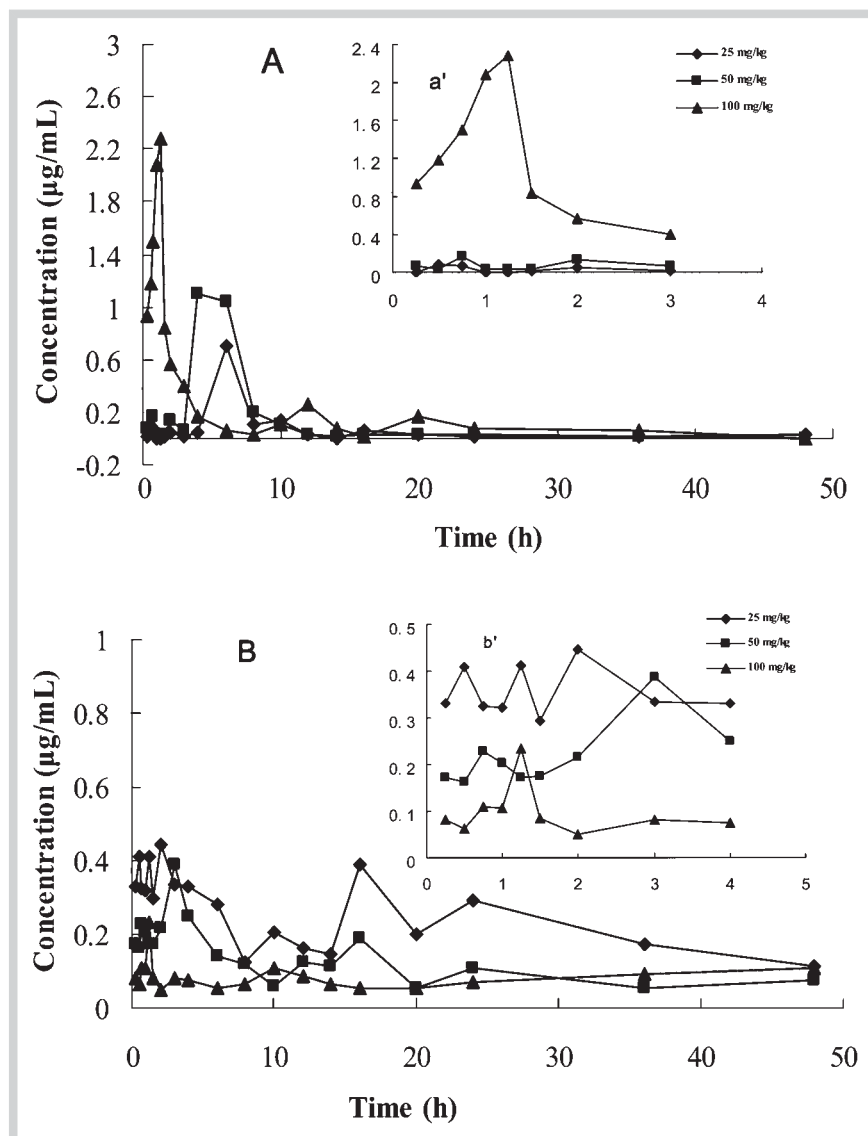 A
Concentration (µg/mL)
3
2.6
2.2
1.8
1.4
1
0.6
0.2
-0.2
0 10 20 30 40 50
Time (h)
a'
2.4
2
1.6
1.2
0.8
0.4
0
0 1 2 3 4
25 mg/kg
50 mg/kg
100 mg/kg
B
Concentration (µg/mL)
1
0.8
0.6
0.4
0.2
0
0 10 20 30 40 50
Time (h)
b'
0.5
0.4
0.3
0.2
0.1
0
0 1 2 3 4 5
25 mg/kg
50 mg/kg
100 mg/kg